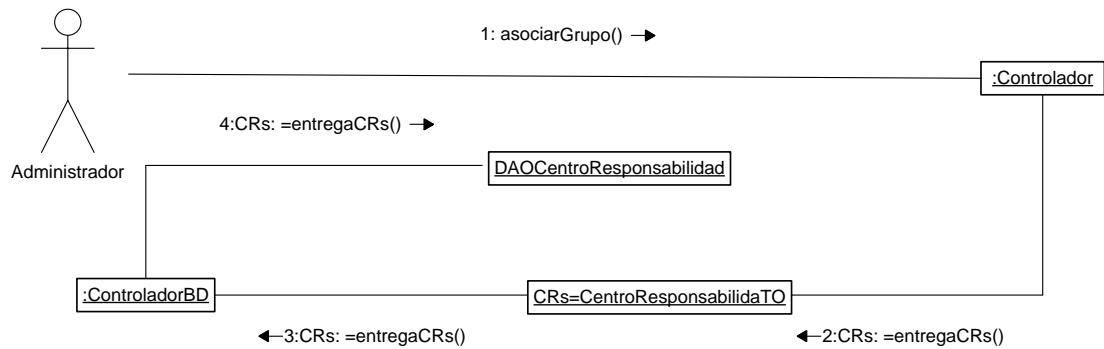 1: asociarGrupo()
:Controlador
4:CRs: =entregaCRs()
Administrador
DAOCentroResponsabilidad
:ControladorBD
CRs=CentroResponsabilidaTO
3:CRs: =entregaCRs()
2:CRs: =entregaCRs()